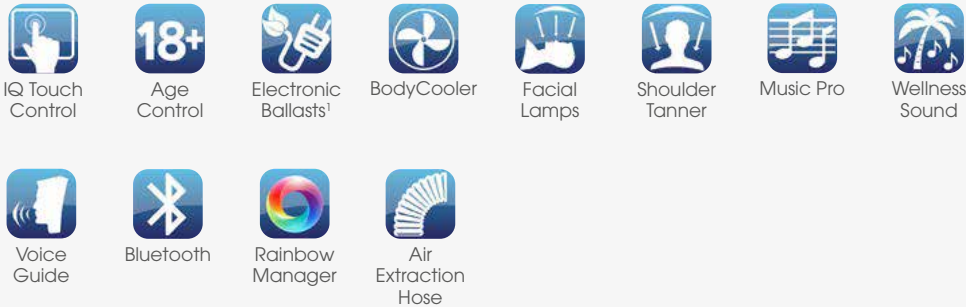 18+
IQ Touch
Control
Age
Control
Electronic
Ballasts¹
BodyCooler
Facial
Lamps
Shoulder
Tanner
Music Pro
Wellness
Sound
Voice
Guide
Bluetooth
Rainbow
Manager
Air
Extraction
Hose